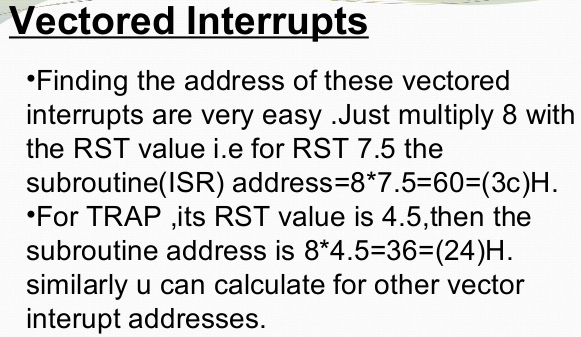 Vectored Interrupts
•Finding the address of these vectored
interrupts are very easy .Just multiply 8 with
the RST value i.e for RST 7.5 the
subroutine(ISR) address=8*7.5=60=(3c)H.
•For TRAP ,its RST value is 4.5,then the
subroutine address is 8*4.5=36=(24)H.
similarly u can calculate for other vector
interupt addresses.